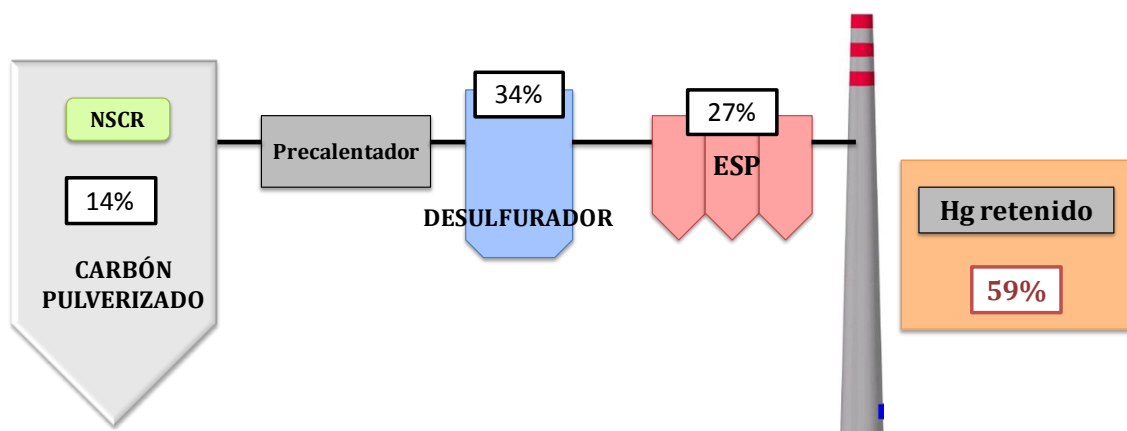 NSCR
14%
CARBÓN
PULVERIZADO
Precalentador
34%
DESULFURADOR
27%
ESP
Hg retenido
59%